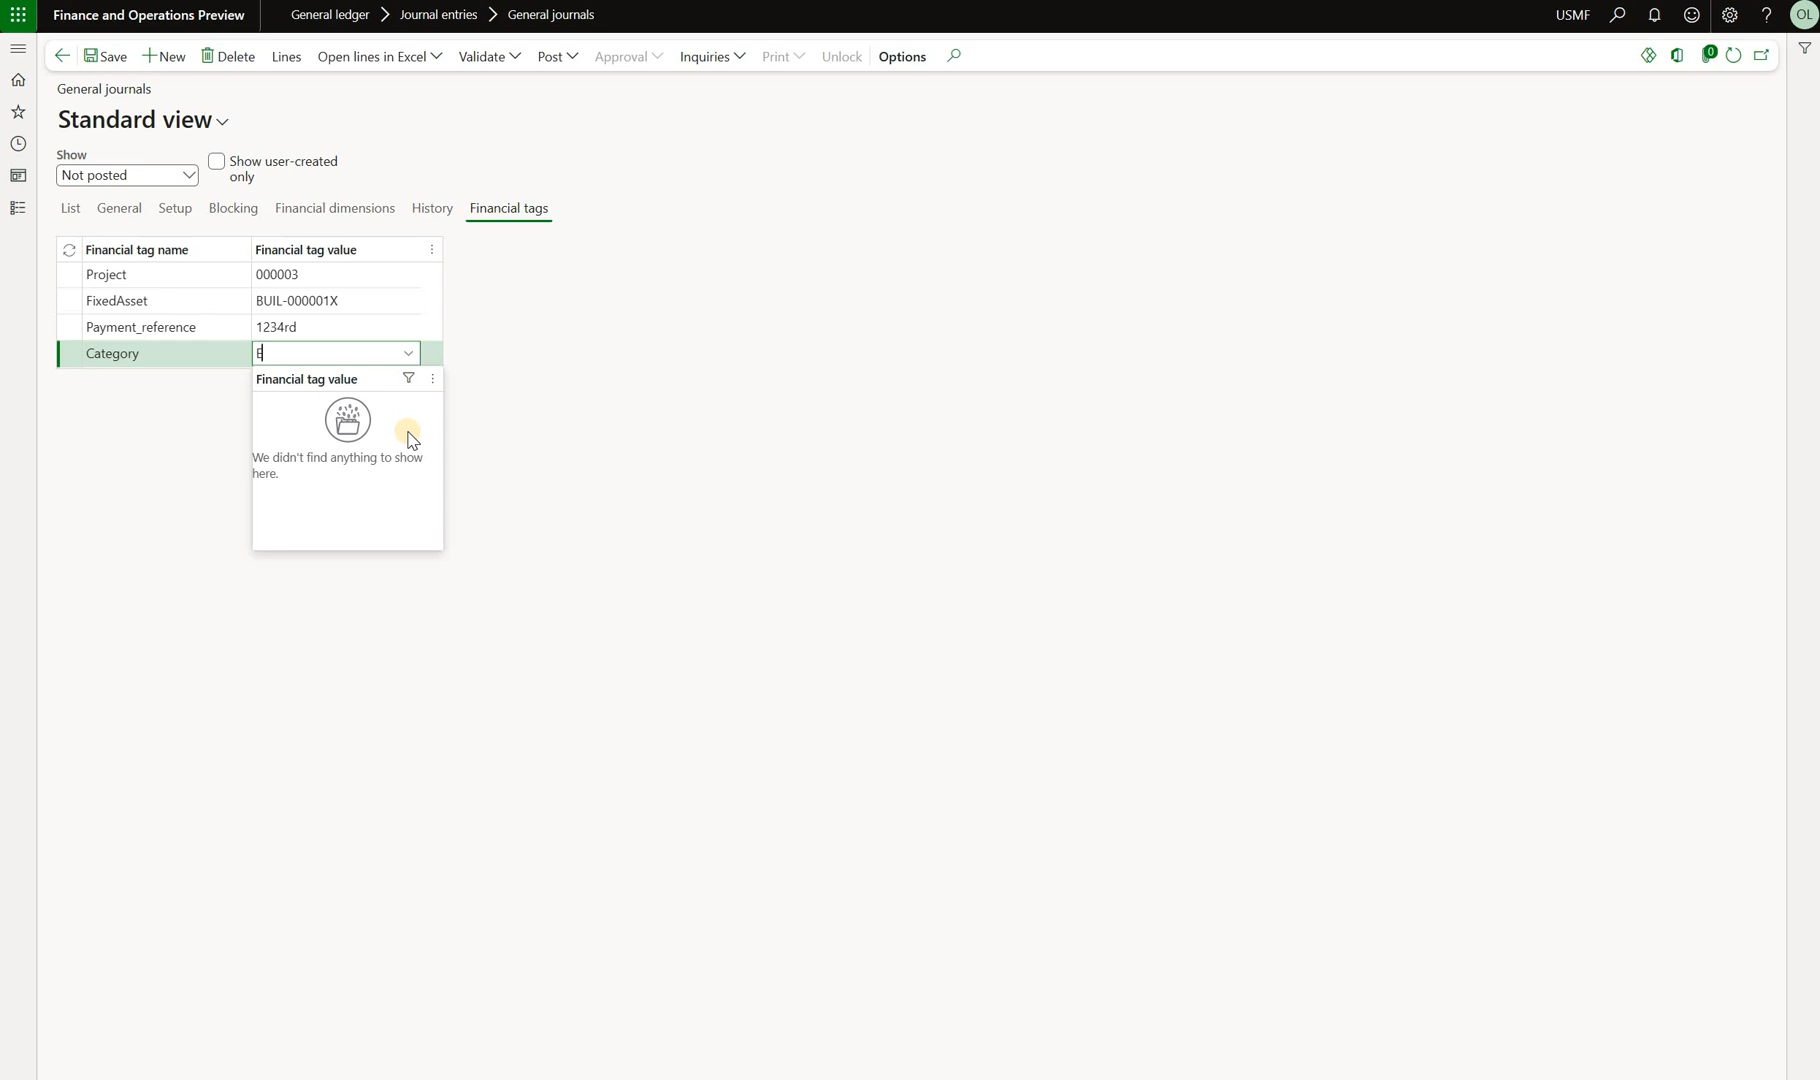 Finance and Operations Preview
General ledger
Journal entries
General journals
USMF
OL
Save
New
Delete
Lines
Open lines in Excel
Validate
Post
Approval
Inquiries
Print
Unlock
Options
0
General journals
Standard view
Show
Not posted
Show user-created
only
List
General
Setup
Blocking
Financial dimensions
History
Financial tags
Financial tag name
Financial tag value
Project
000003
FixedAsset
BUIL-000001X
Payment_reference
1234rd
Category
E
Financial tag value
We didn't find anything to show
here.